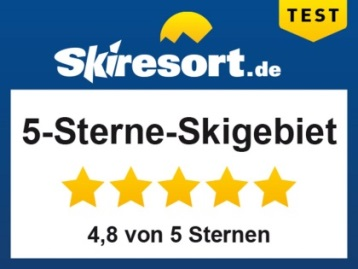 TEST
Skiresort.de
5-Sterne-Skigebiet
4,8 von 5 Sternen